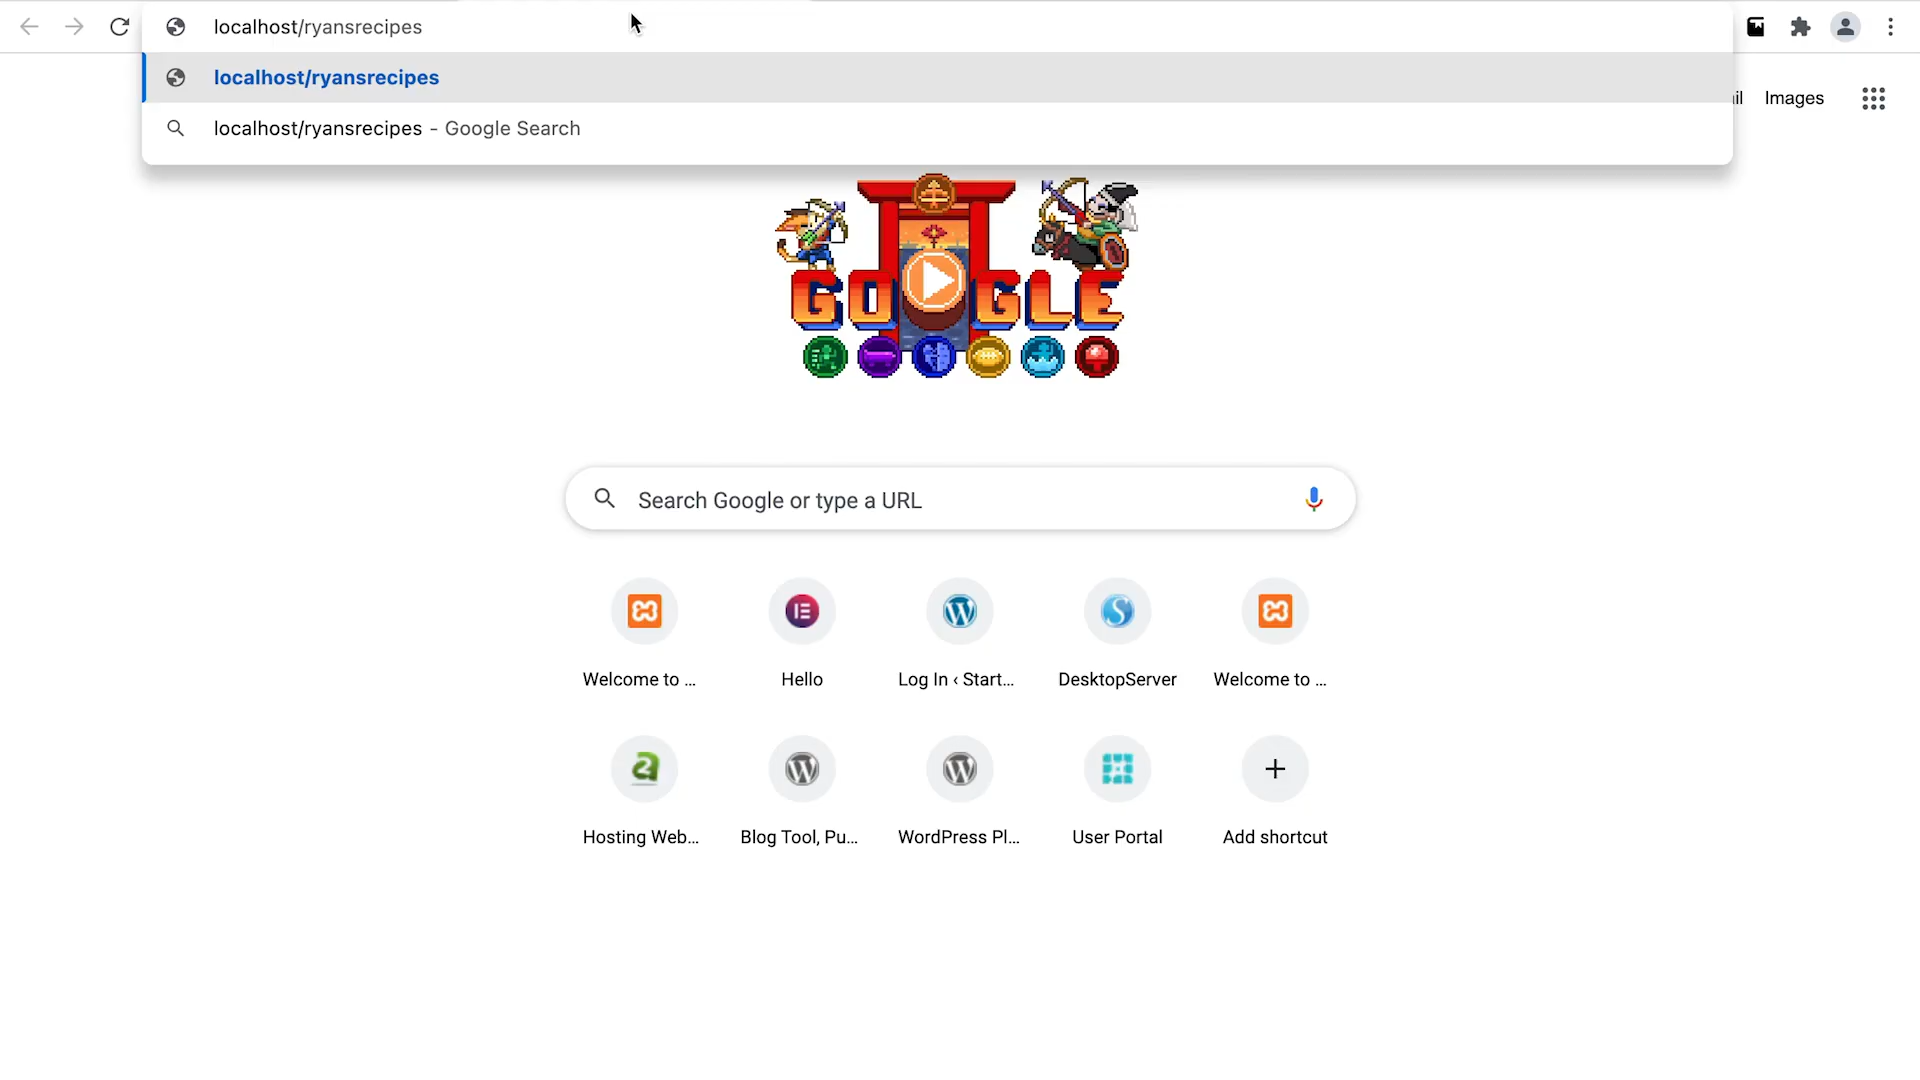 localhost/ryansrecipes
localhost/ryansrecipes
localhost/ryansrecipes - Google Search
Images
GOOGLE
Search Google or type a URL
Welcome to ...
Hello
Log In ‹ Start...
DesktopServer
Welcome to ...
Hosting Web...
Blog Tool, Pu...
WordPress Pl...
User Portal
Add shortcut